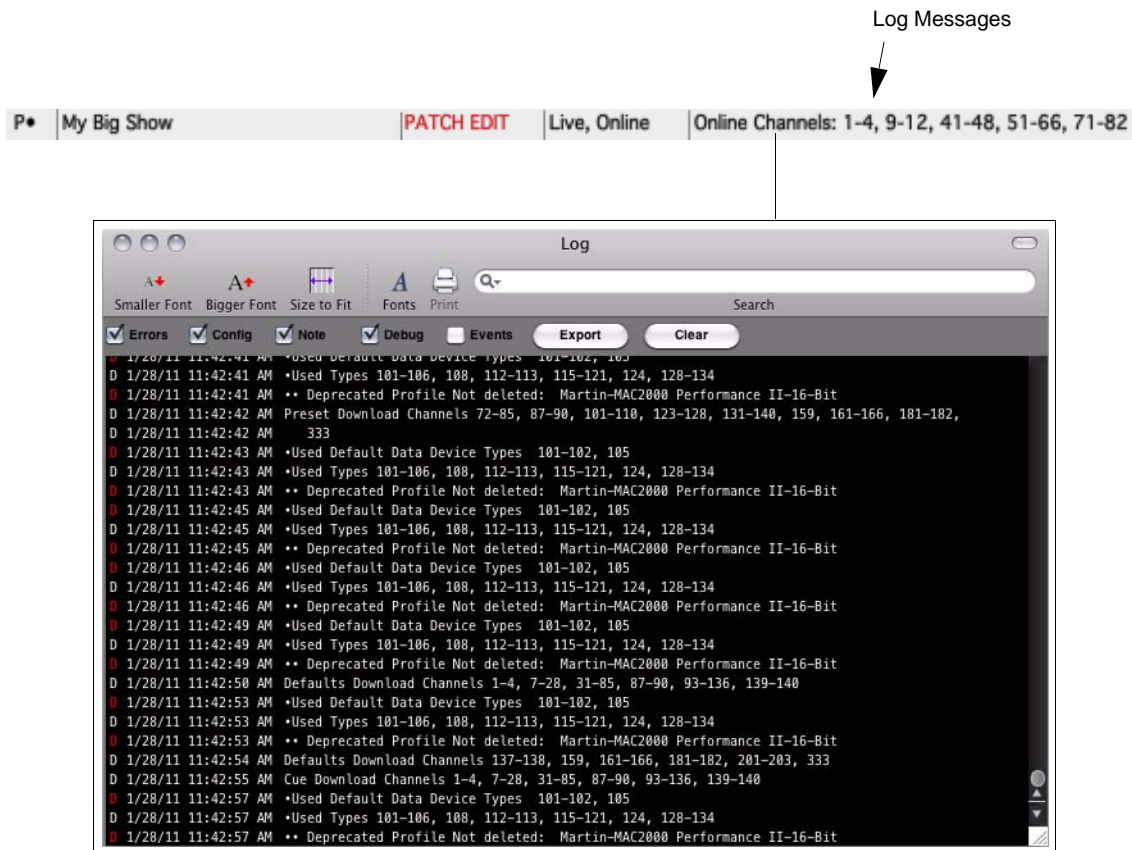 Log Messages
P• My Big Show PATCH EDIT Live, Online Online Channels: 1-4, 9-12, 41-48, 51-66, 71-82
Log
Smaller Font Bigger Font Size to Fit Fonts Print Search
Errors Config Note Debug Events Export Clear
D 1/28/11 11:42:41 AM •Used Default Data Device Types 101-102, 105
D 1/28/11 11:42:41 AM •Used Types 101-106, 108, 112-113, 115-121, 124, 128-134
D 1/28/11 11:42:41 AM •• Deprecated Profile Not deleted: Martin-MAC2000 Performance II-16-Bit
D 1/28/11 11:42:42 AM Preset Download Channels 72-85, 87-90, 101-110, 123-128, 131-140, 159, 161-166, 181-182,
D 1/28/11 11:42:42 AM 333
D 1/28/11 11:42:43 AM •Used Default Data Device Types 101-102, 105
D 1/28/11 11:42:43 AM •Used Types 101-106, 108, 112-113, 115-121, 124, 128-134
D 1/28/11 11:42:43 AM •• Deprecated Profile Not deleted: Martin-MAC2000 Performance II-16-Bit
D 1/28/11 11:42:45 AM •Used Default Data Device Types 101-102, 105
D 1/28/11 11:42:45 AM •Used Types 101-106, 108, 112-113, 115-121, 124, 128-134
D 1/28/11 11:42:45 AM •• Deprecated Profile Not deleted: Martin-MAC2000 Performance II-16-Bit
D 1/28/11 11:42:46 AM •Used Default Data Device Types 101-102, 105
D 1/28/11 11:42:46 AM •Used Types 101-106, 108, 112-113, 115-121, 124, 128-134
D 1/28/11 11:42:46 AM •• Deprecated Profile Not deleted: Martin-MAC2000 Performance II-16-Bit
D 1/28/11 11:42:49 AM •Used Default Data Device Types 101-102, 105
D 1/28/11 11:42:49 AM •Used Types 101-106, 108, 112-113, 115-121, 124, 128-134
D 1/28/11 11:42:49 AM •• Deprecated Profile Not deleted: Martin-MAC2000 Performance II-16-Bit
D 1/28/11 11:42:50 AM Defaults Download Channels 1-4, 7-28, 31-85, 87-90, 93-136, 139-140
D 1/28/11 11:42:53 AM •Used Default Data Device Types 101-102, 105
D 1/28/11 11:42:53 AM •Used Types 101-106, 108, 112-113, 115-121, 124, 128-134
D 1/28/11 11:42:53 AM •• Deprecated Profile Not deleted: Martin-MAC2000 Performance II-16-Bit
D 1/28/11 11:42:54 AM Defaults Download Channels 137-138, 159, 161-166, 181-182, 201-203, 333
D 1/28/11 11:42:55 AM Cue Download Channels 1-4, 7-28, 31-85, 87-90, 93-136, 139-140
D 1/28/11 11:42:57 AM •Used Default Data Device Types 101-102, 105
D 1/28/11 11:42:57 AM •Used Types 101-106, 108, 112-113, 115-121, 124, 128-134
D 1/28/11 11:42:57 AM •• Deprecated Profile Not deleted: Martin-MAC2000 Performance II-16-Bit